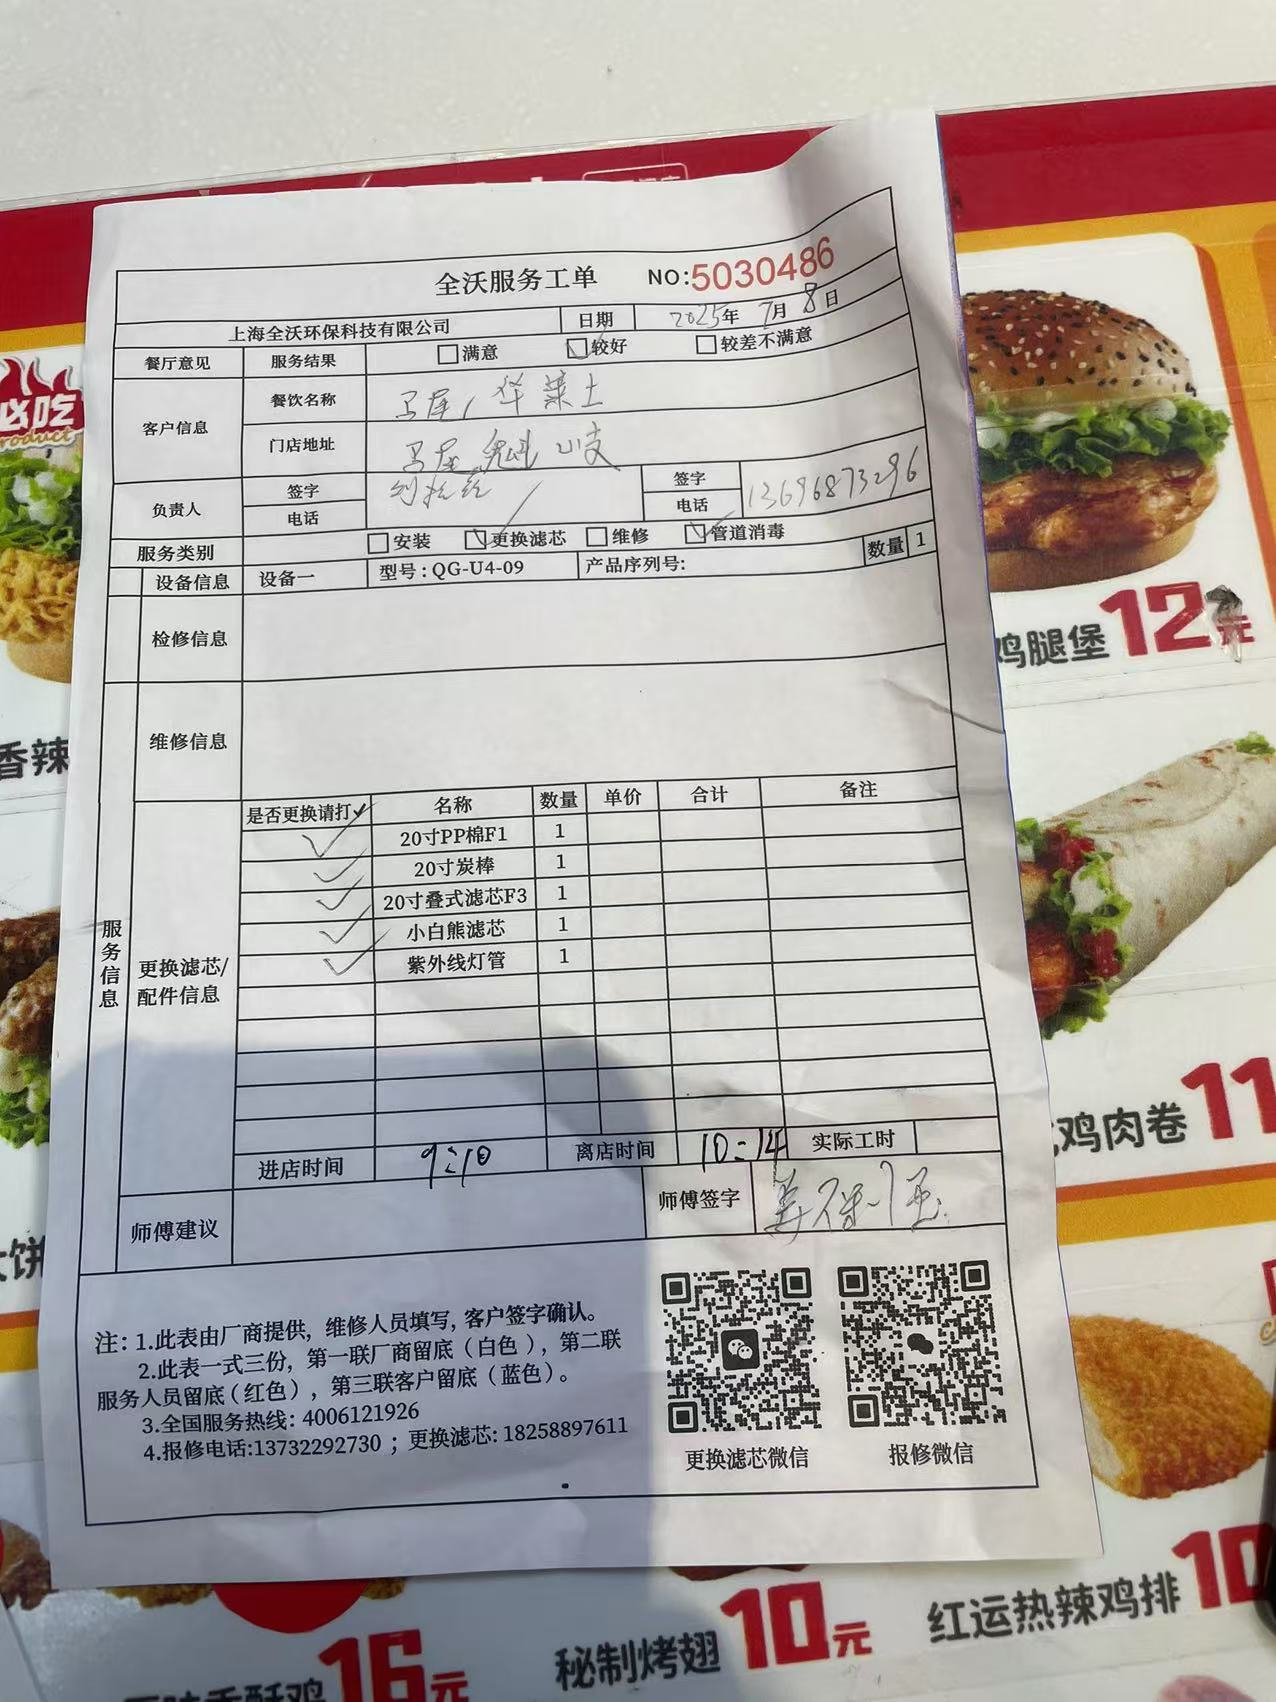 全沃服务工单 NO:5030486
上海全沃环保科技有限公司 日期 2025年7月8日
餐厅意见 服务结果 满意 较好 较差不满意
客户信息 餐饮名称 马尾,华莱士
门店地址 马尾
负责人 签字 签字
电话 电话 13696873296
服务类别 安装 更换滤芯 维修 管道消毒
设备信息 设备一 型号:QG-U4-09 产品序列号: 数量 1
检修信息
维修信息
服务信息
更换滤芯/
配件信息
是否更换请打✓ 名称 数量 单价 合计 备注
✓ 20寸PP棉F1 1
✓ 20寸炭棒 1
✓ 20寸叠式滤芯F3 1
✓ 小白熊滤芯 1
✓ 紫外线灯管 1
进店时间 9:10 离店时间 10:14 实际工时
师傅建议 师傅签字
注: 1.此表由厂商提供, 维修人员填写, 客户签字确认。
2.此表一式三份, 第一联厂商留底(白色), 第二联
服务人员留底(红色), 第三联客户留底(蓝色)。
3.全国服务热线: 4006121926
4.报修电话:13732292730 ; 更换滤芯: 18258897611
更换滤芯微信 报修微信
必吃
香辣
鸡腿堡 12元
鸡肉卷 11
饼
16元
秘制烤翅 10元
红运热辣鸡排 10